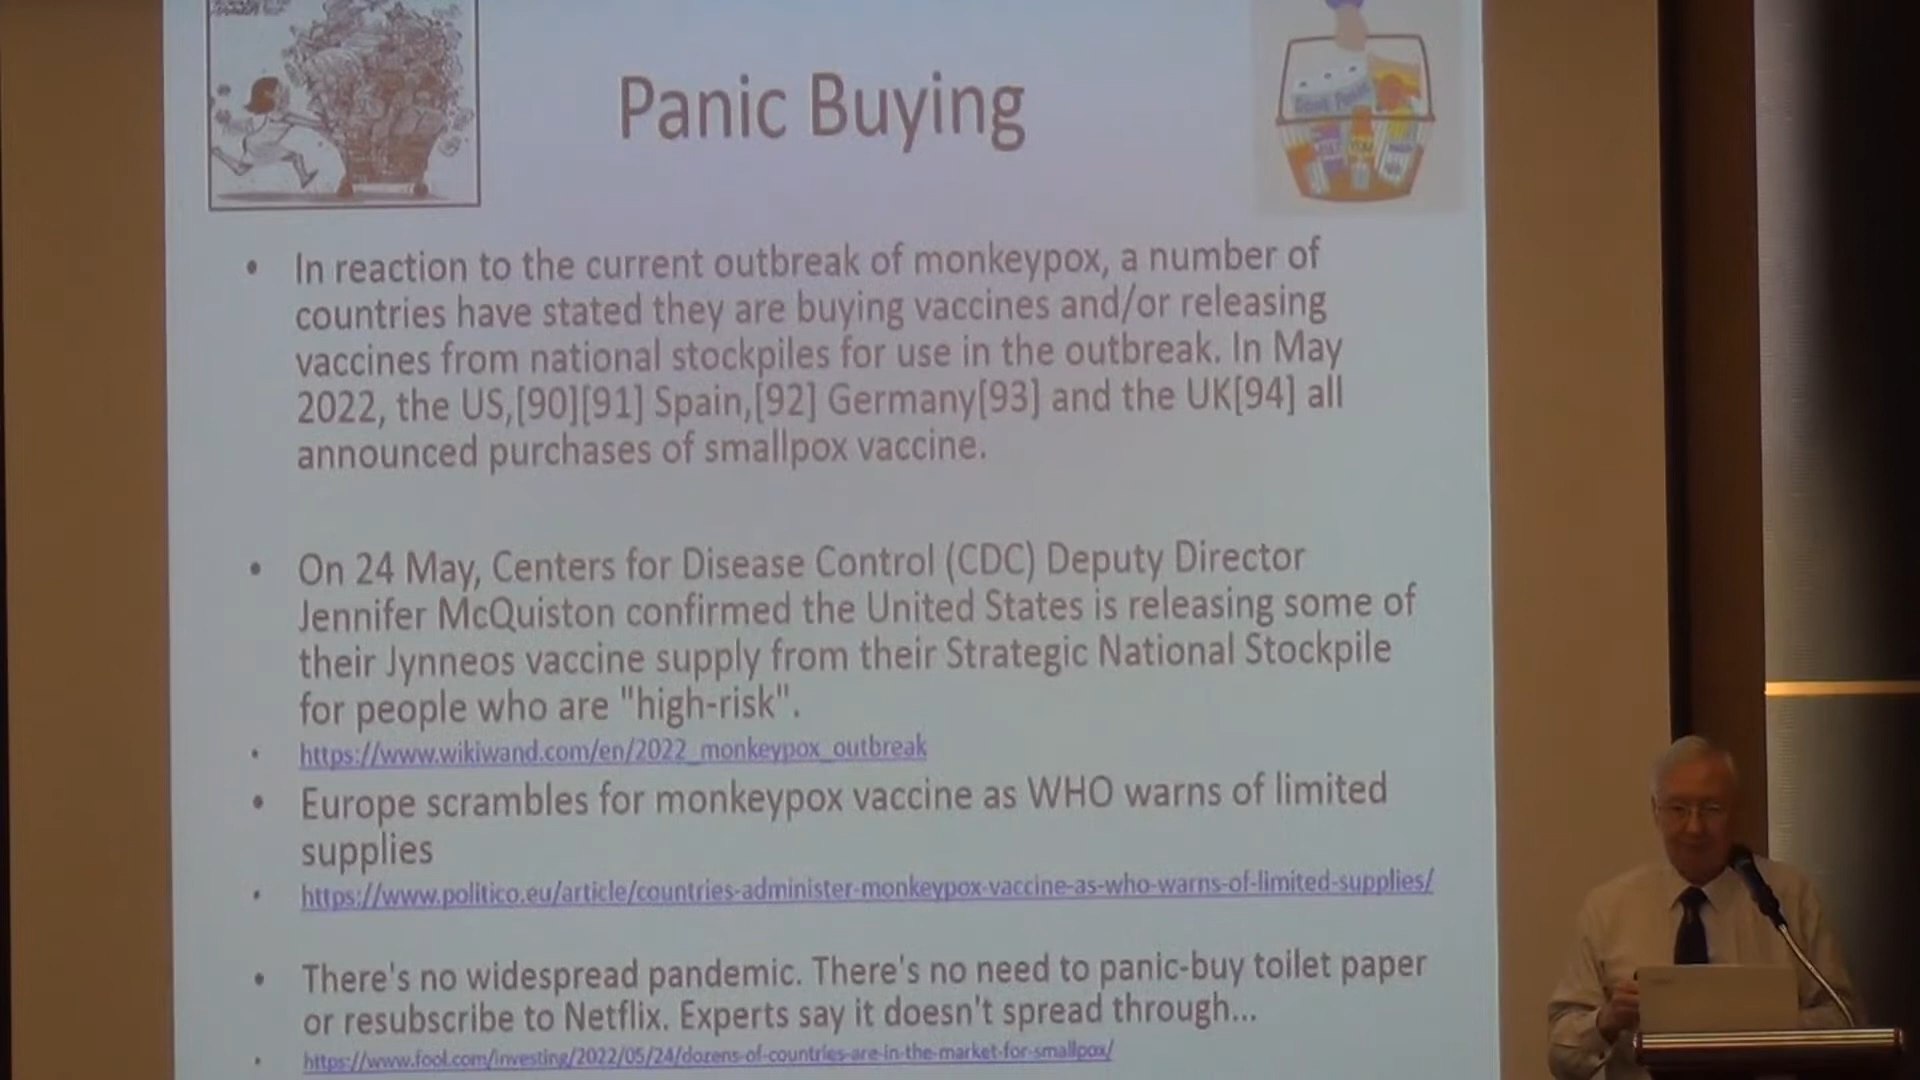 Panic Buying
• In reaction to the current outbreak of monkeypox, a number of
countries have stated they are buying vaccines and/or releasing
vaccines from national stockpiles for use in the outbreak. In May
2022, the US,[90][91] Spain,[92] Germany[93] and the UK[94] all
announced purchases of smallpox vaccine.
• On 24 May, Centers for Disease Control (CDC) Deputy Director
Jennifer McQuiston confirmed the United States is releasing some of
their Jynneos vaccine supply from their Strategic National Stockpile
for people who are "high-risk".
• https://www.wikiwand.com/en/2022_monkeypox_outbreak
• Europe scrambles for monkeypox vaccine as WHO warns of limited
supplies
• https://www.politico.eu/article/countries-administer-monkeypox-vaccine-as-who-warns-of-limited-supplies/
• There's no widespread pandemic. There's no need to panic-buy toilet paper
or resubscribe to Netflix. Experts say it doesn't spread through...
• https://www.fool.com/investing/2022/05/24/dozens-of-countries-are-in-the-market-for-smallpox/